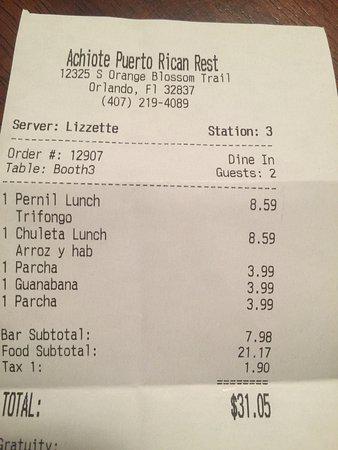 Achiote Puerto Rican Rest
12325 S Orange Blossom Trail
Orlando, Fl 32837
(407) 219-4089
Server: Lizzette Station: 3
Order #: 12907 Dine In
Table: Booth3 Guests: 2
1 Pernil Lunch 8.59
Trifongo
1 Chuleta Lunch 8.59
Arroz y hab
1 Parcha 3.99
1 Guanabana 3.99
1 Parcha 3.99
Bar Subtotal: 7.98
Food Subtotal: 21.17
Tax 1: 1.90
========
TOTAL: $31.05
Gratuity: